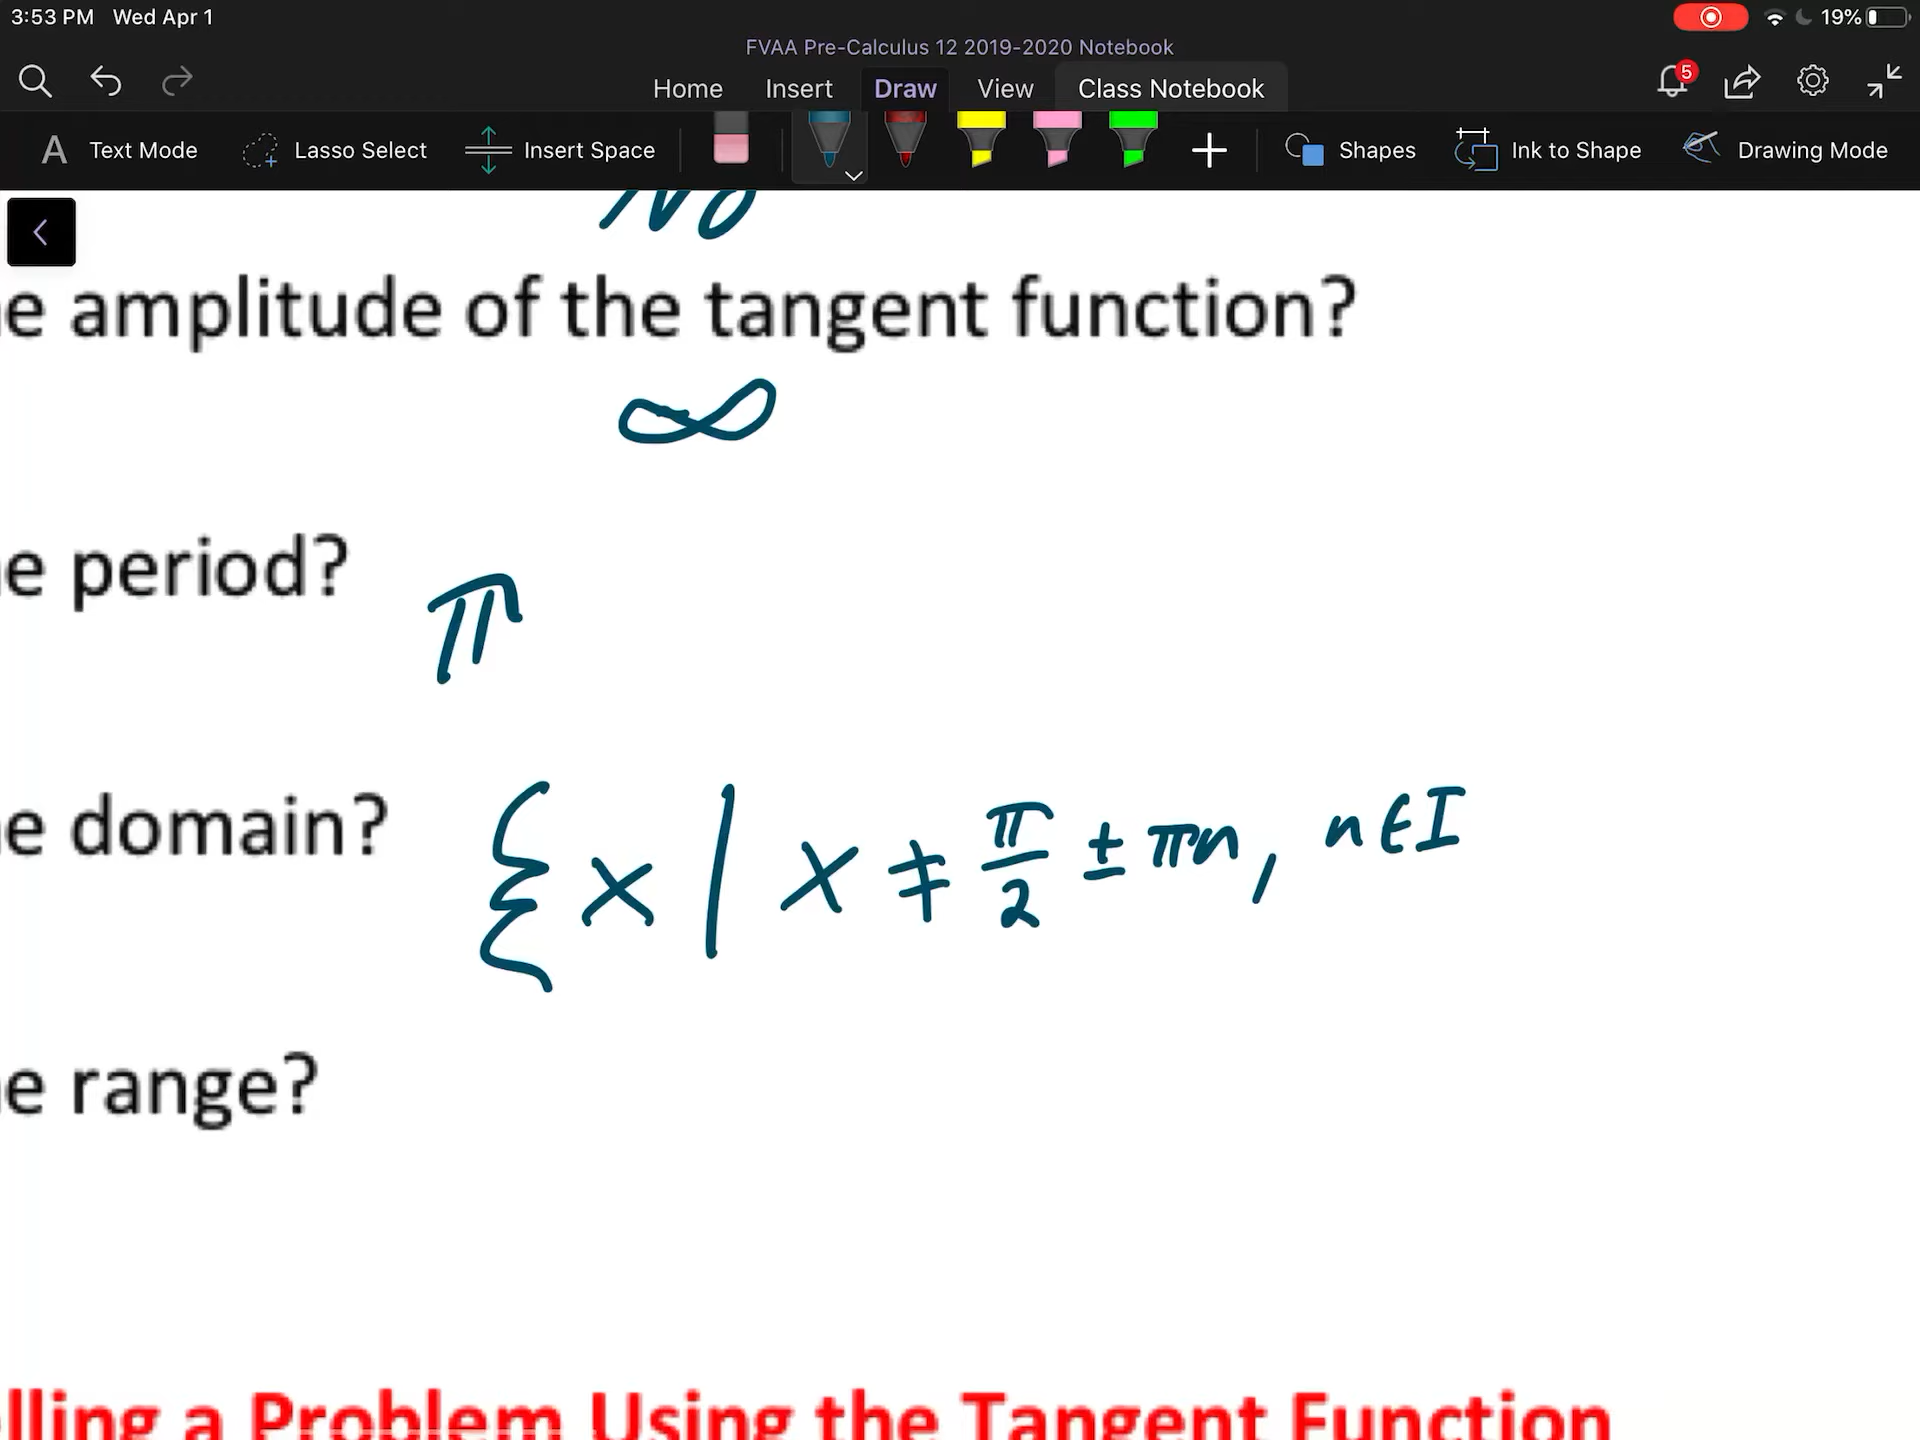 3:53 PM Wed Apr 1 19%
FVAA Pre-Calculus 12 2019-2020 Notebook
Home Insert Draw View Class Notebook 5
A Text Mode Lasso Select Insert Space Shapes Ink to Shape Drawing Mode
No
e amplitude of the tangent function?
∞
e period? π
e domain? { x | x ≠ π/2 ± πn, n ∈ I
e range?
lling a Problem Using the Tangent Function